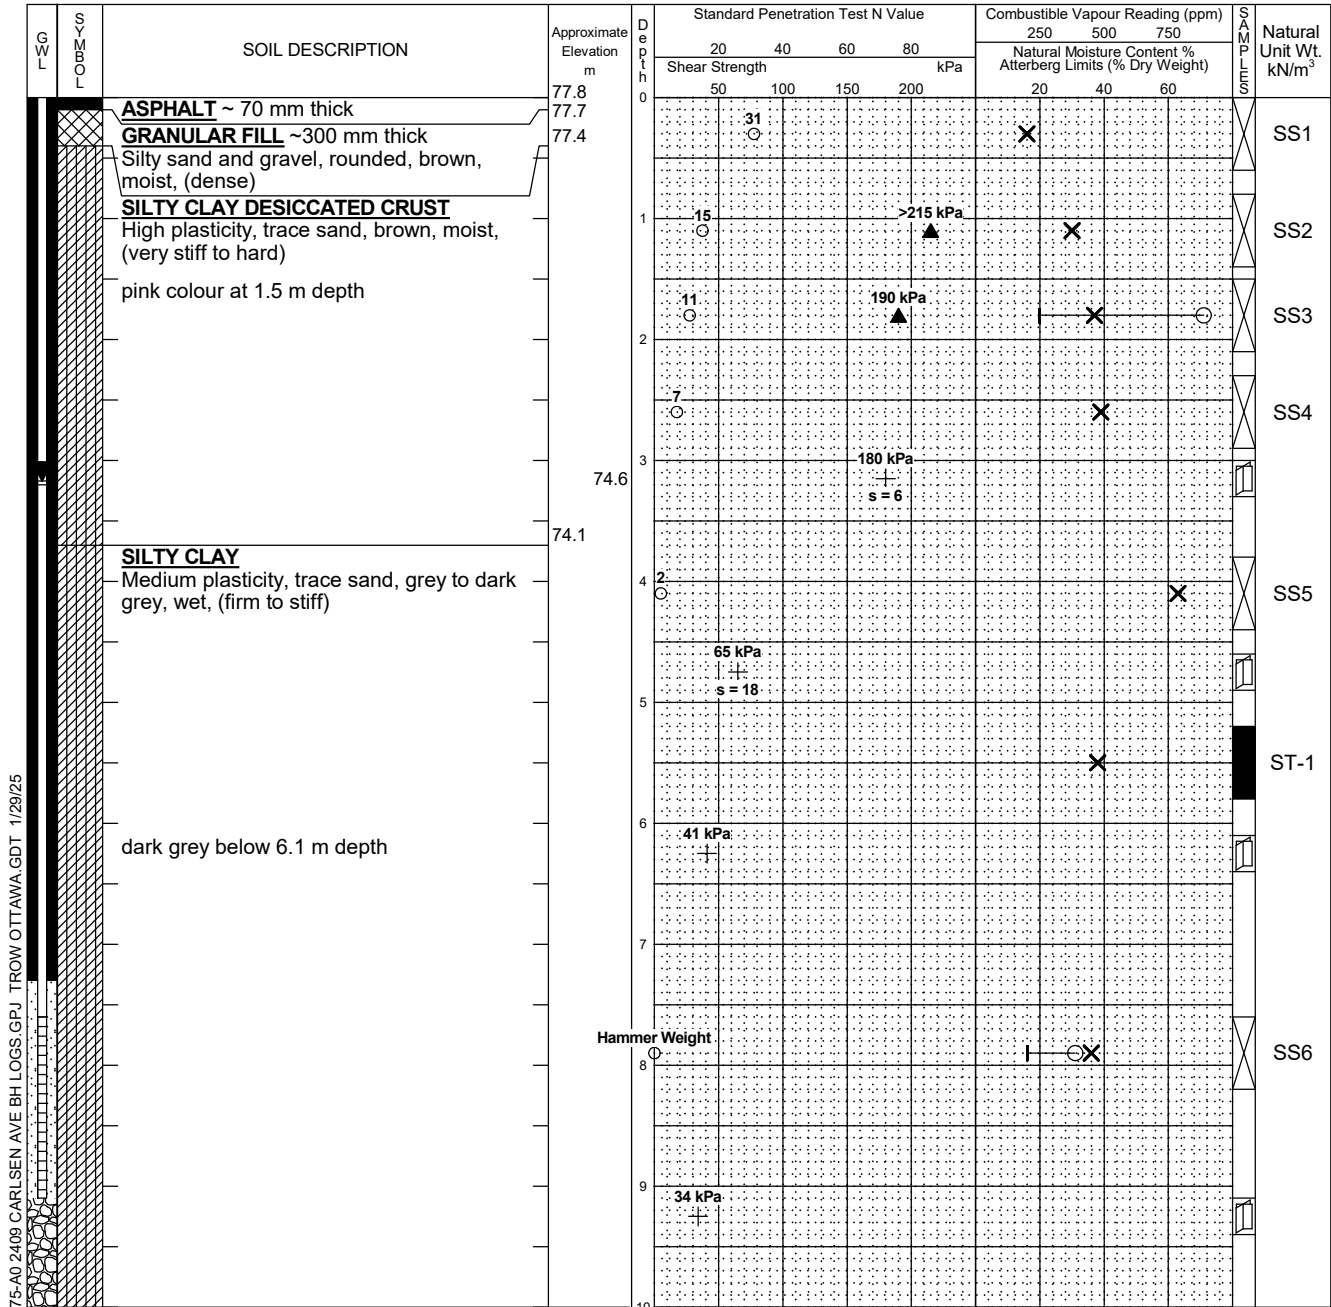 GWL
SYMBOL
SOIL DESCRIPTION
Approximate
Elevation
m
Depth
Standard Penetration Test N Value
20 40 60 80
Shear Strength kPa
50 100 150 200
Combustible Vapour Reading (ppm)
250 500 750
Natural Moisture Content %
Atterberg Limits (% Dry Weight)
20 40 60
SAMPLES
Natural
Unit Wt.
kN/m³
77.8
0
ASPHALT ~ 70 mm thick
77.7
GRANULAR FILL ~300 mm thick
77.4
31
SS1
Silty sand and gravel, rounded, brown,
moist, (dense)
SILTY CLAY DESICCATED CRUST
High plasticity, trace sand, brown, moist,
(very stiff to hard)
1
15
>215 kPa
SS2
pink colour at 1.5 m depth
11
190 kPa
SS3
2
7
SS4
3
180 kPa
s = 6
74.6
74.1
SILTY CLAY
Medium plasticity, trace sand, grey to dark
grey, wet, (firm to stiff)
4
2
SS5
65 kPa
s = 18
5
ST-1
6
41 kPa
dark grey below 6.1 m depth
7
Hammer Weight
8
SS6
9
34 kPa
10
75-A0 2409 CARLSEN AVE BH LOGS.GPJ TROW OTTAWA.GDT 1/29/25